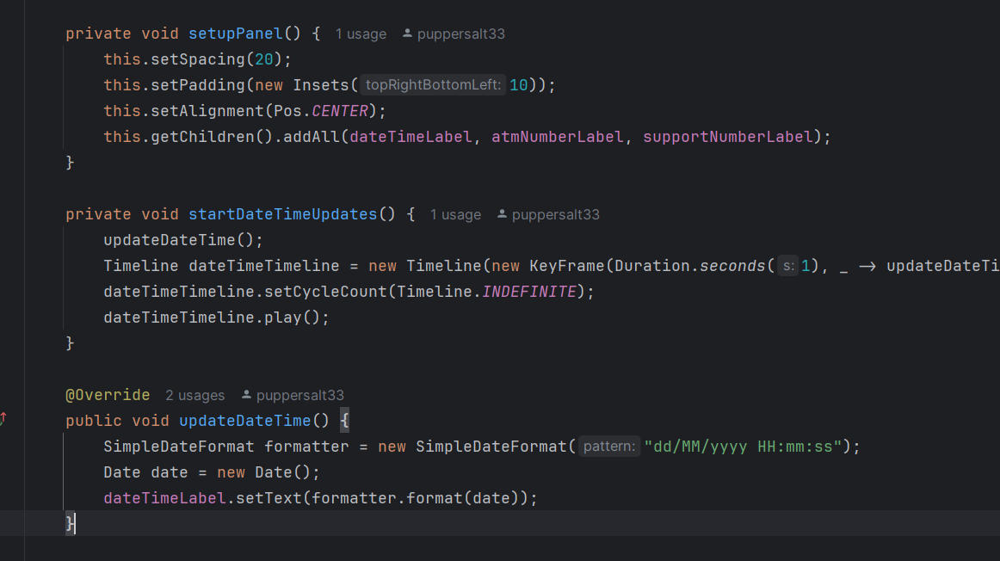 private void setupPanel() { 1 usage puppersalt33
this.setSpacing(20);
this.setPadding(new Insets( topRightBottomLeft: 10));
this.setAlignment(Pos.CENTER);
this.getChildren().addAll(dateTimeLabel, atmNumberLabel, supportNumberLabel);
}
private void startDateTimeUpdates() { 1 usage puppersalt33
updateDateTime();
Timeline dateTimeTimeline = new Timeline(new KeyFrame(Duration.seconds( s: 1), _ → updateDateTi
dateTimeTimeline.setCycleCount(Timeline.INDEFINITE);
dateTimeTimeline.play();
}
@Override 2 usages puppersalt33
public void updateDateTime() {
SimpleDateFormat formatter = new SimpleDateFormat( pattern: "dd/MM/yyyy HH:mm:ss");
Date date = new Date();
dateTimeLabel.setText(formatter.format(date));
}